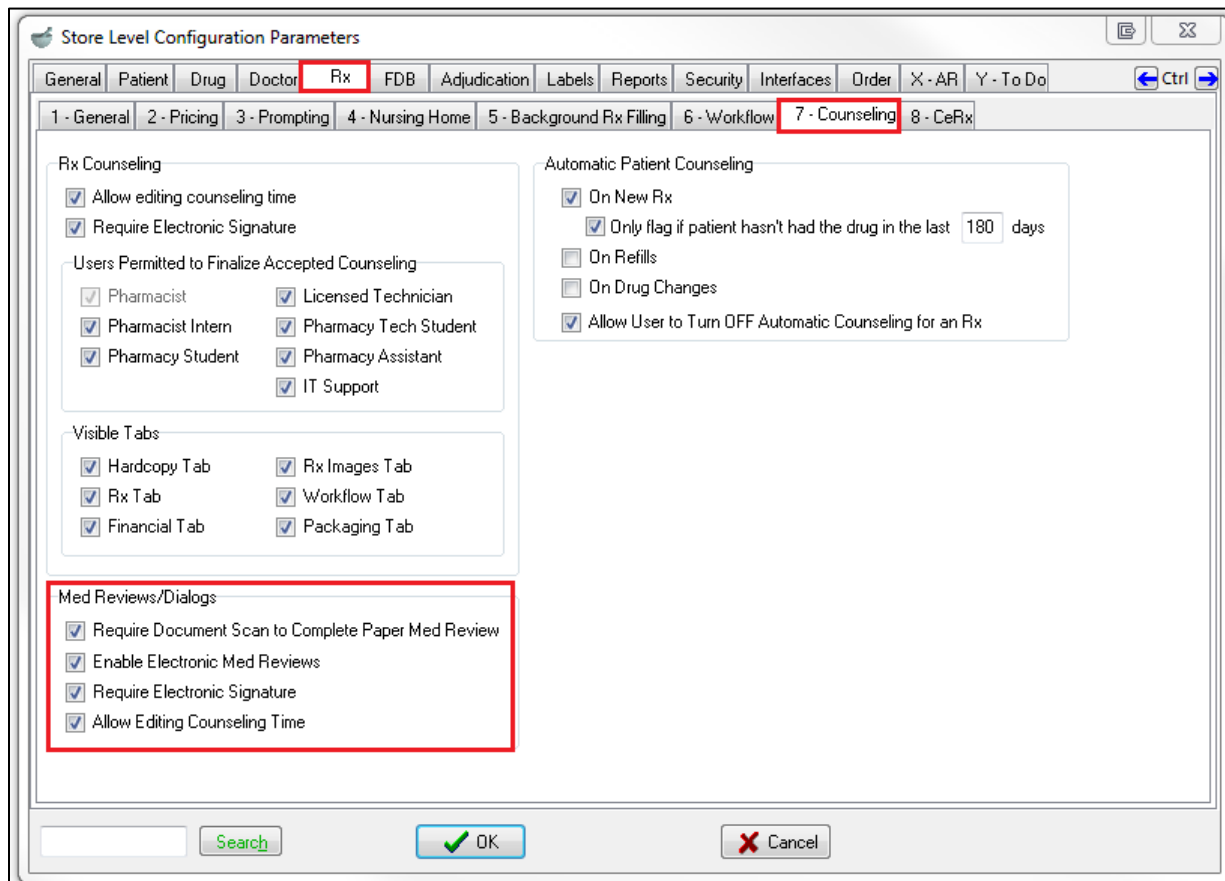 Store Level Configuration Parameters
General Patient Drug Doctor Rx FDB Adjudication Labels Reports Security Interfaces Order X - AR Y - To Do Ctrl
1 - General 2 - Pricing 3 - Prompting 4 - Nursing Home 5 - Background Rx Filling 6 - Workflow 7 - Counseling 8 - CeRx
Rx Counseling
Allow editing counseling time
Require Electronic Signature
Users Permitted to Finalize Accepted Counseling
Pharmacist Licensed Technician
Pharmacist Intern Pharmacy Tech Student
Pharmacy Student Pharmacy Assistant
IT Support
Visible Tabs
Hardcopy Tab Rx Images Tab
Rx Tab Workflow Tab
Financial Tab Packaging Tab
Med Reviews/Dialogs
Require Document Scan to Complete Paper Med Review
Enable Electronic Med Reviews
Require Electronic Signature
Allow Editing Counseling Time
Automatic Patient Counseling
On New Rx
Only flag if patient hasn't had the drug in the last 180 days
On Refills
On Drug Changes
Allow User to Turn OFF Automatic Counseling for an Rx
Search OK Cancel